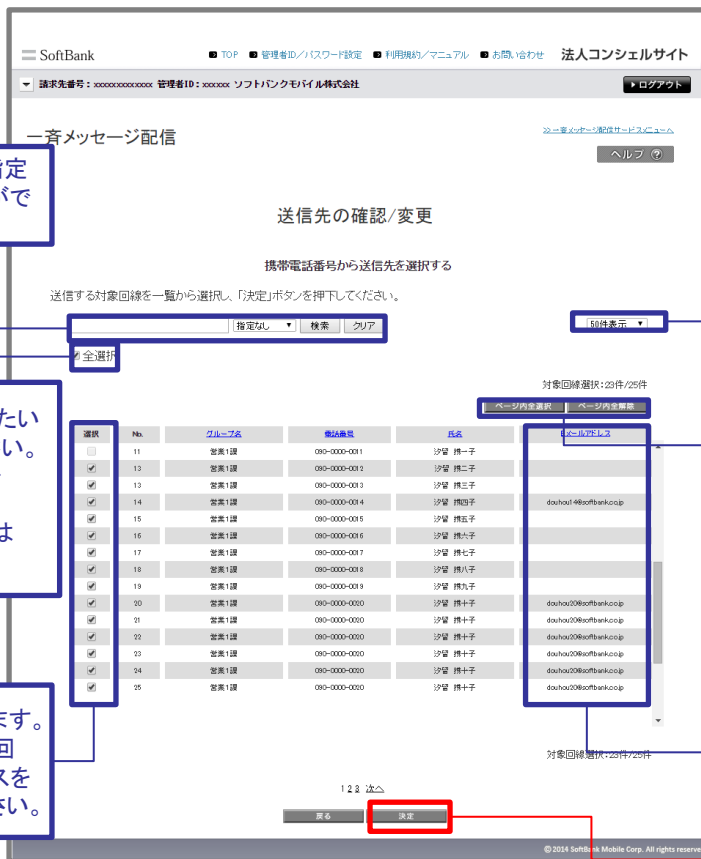 SoftBank
TOP 管理者ID／パスワード設定 利用規約／マニュアル お問い合わせ 法人コンシェルサイト
請求先番号：xxxxxxxxxxxx 管理者ID：xxxxxx ソフトバンクモバイル株式会社
ログアウト
一斉メッセージ配信
>>一斉メッセージ配信サービスメニューへ
ヘルプ ?
指定
がで
送信先の確認/変更
携帯電話番号から送信先を選択する
送信する対象回線を一覧から選択し、「決定」ボタンを押下してください。
指定なし ▼ 検索 クリア 50件表示 ▼
全選択
対象回線選択：23件/25件
ページ内全選択 ページ内全解除
たい
い。
は
選択 No. グループ名 電話番号 氏名 Eメールアドレス
11 営業1課 090-0000-0011 汐留 携一子
13 営業1課 090-0000-0012 汐留 携二子
13 営業1課 090-0000-0013 汐留 携三子
14 営業1課 090-0000-0014 汐留 携四子 douhou14@softbank.co.jp
15 営業1課 090-0000-0015 汐留 携五子
16 営業1課 090-0000-0016 汐留 携六子
17 営業1課 090-0000-0017 汐留 携七子
18 営業1課 090-0000-0018 汐留 携八子
19 営業1課 090-0000-0019 汐留 携九子
20 営業1課 090-0000-0020 汐留 携十子 douhou20@softbank.co.jp
21 営業1課 090-0000-0020 汐留 携十子 douhou20@softbank.co.jp
22 営業1課 090-0000-0020 汐留 携十子 douhou20@softbank.co.jp
23 営業1課 090-0000-0020 汐留 携十子 douhou20@softbank.co.jp
24 営業1課 090-0000-0020 汐留 携十子 douhou20@softbank.co.jp
25 営業1課 090-0000-0020 汐留 携十子 douhou20@softbank.co.jp
ます。
回
スを
さい。
対象回線選択：23件/25件
1 2 3 次へ
戻る 決定
© 2014 SoftBank Mobile Corp. All rights reserve